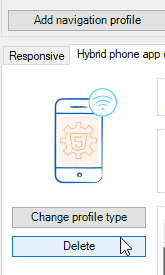 Add navigation profile
Responsive
Hybrid phone app
Change profile type
Delete